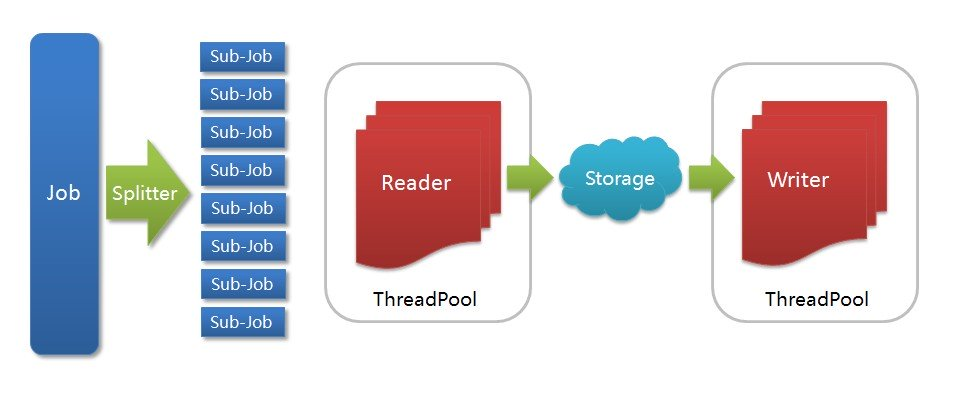 Job
Splitter
Sub-Job
Sub-Job
Sub-Job
Sub-Job
Sub-Job
Sub-Job
Sub-Job
Sub-Job
Reader
ThreadPool
Storage
Writer
ThreadPool